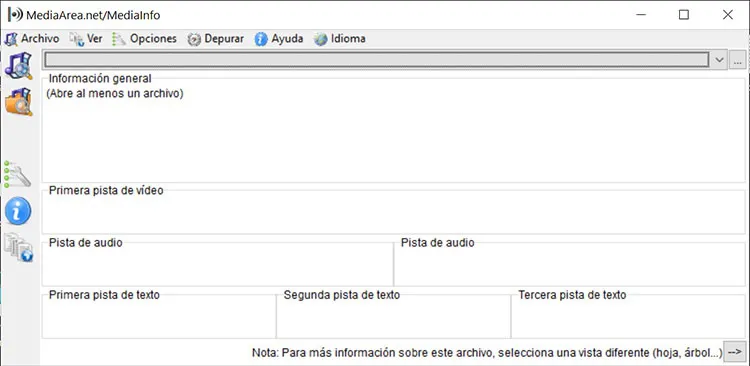 MediaArea.net/MediaInfo
Archivo Ver Opciones Depurar Ayuda Idioma
...
Información general
(Abre al menos un archivo)
Primera pista de vídeo
Pista de audio Pista de audio
Primera pista de texto Segunda pista de texto Tercera pista de texto
Nota: Para más información sobre este archivo, selecciona una vista diferente (hoja, árbol...) -->